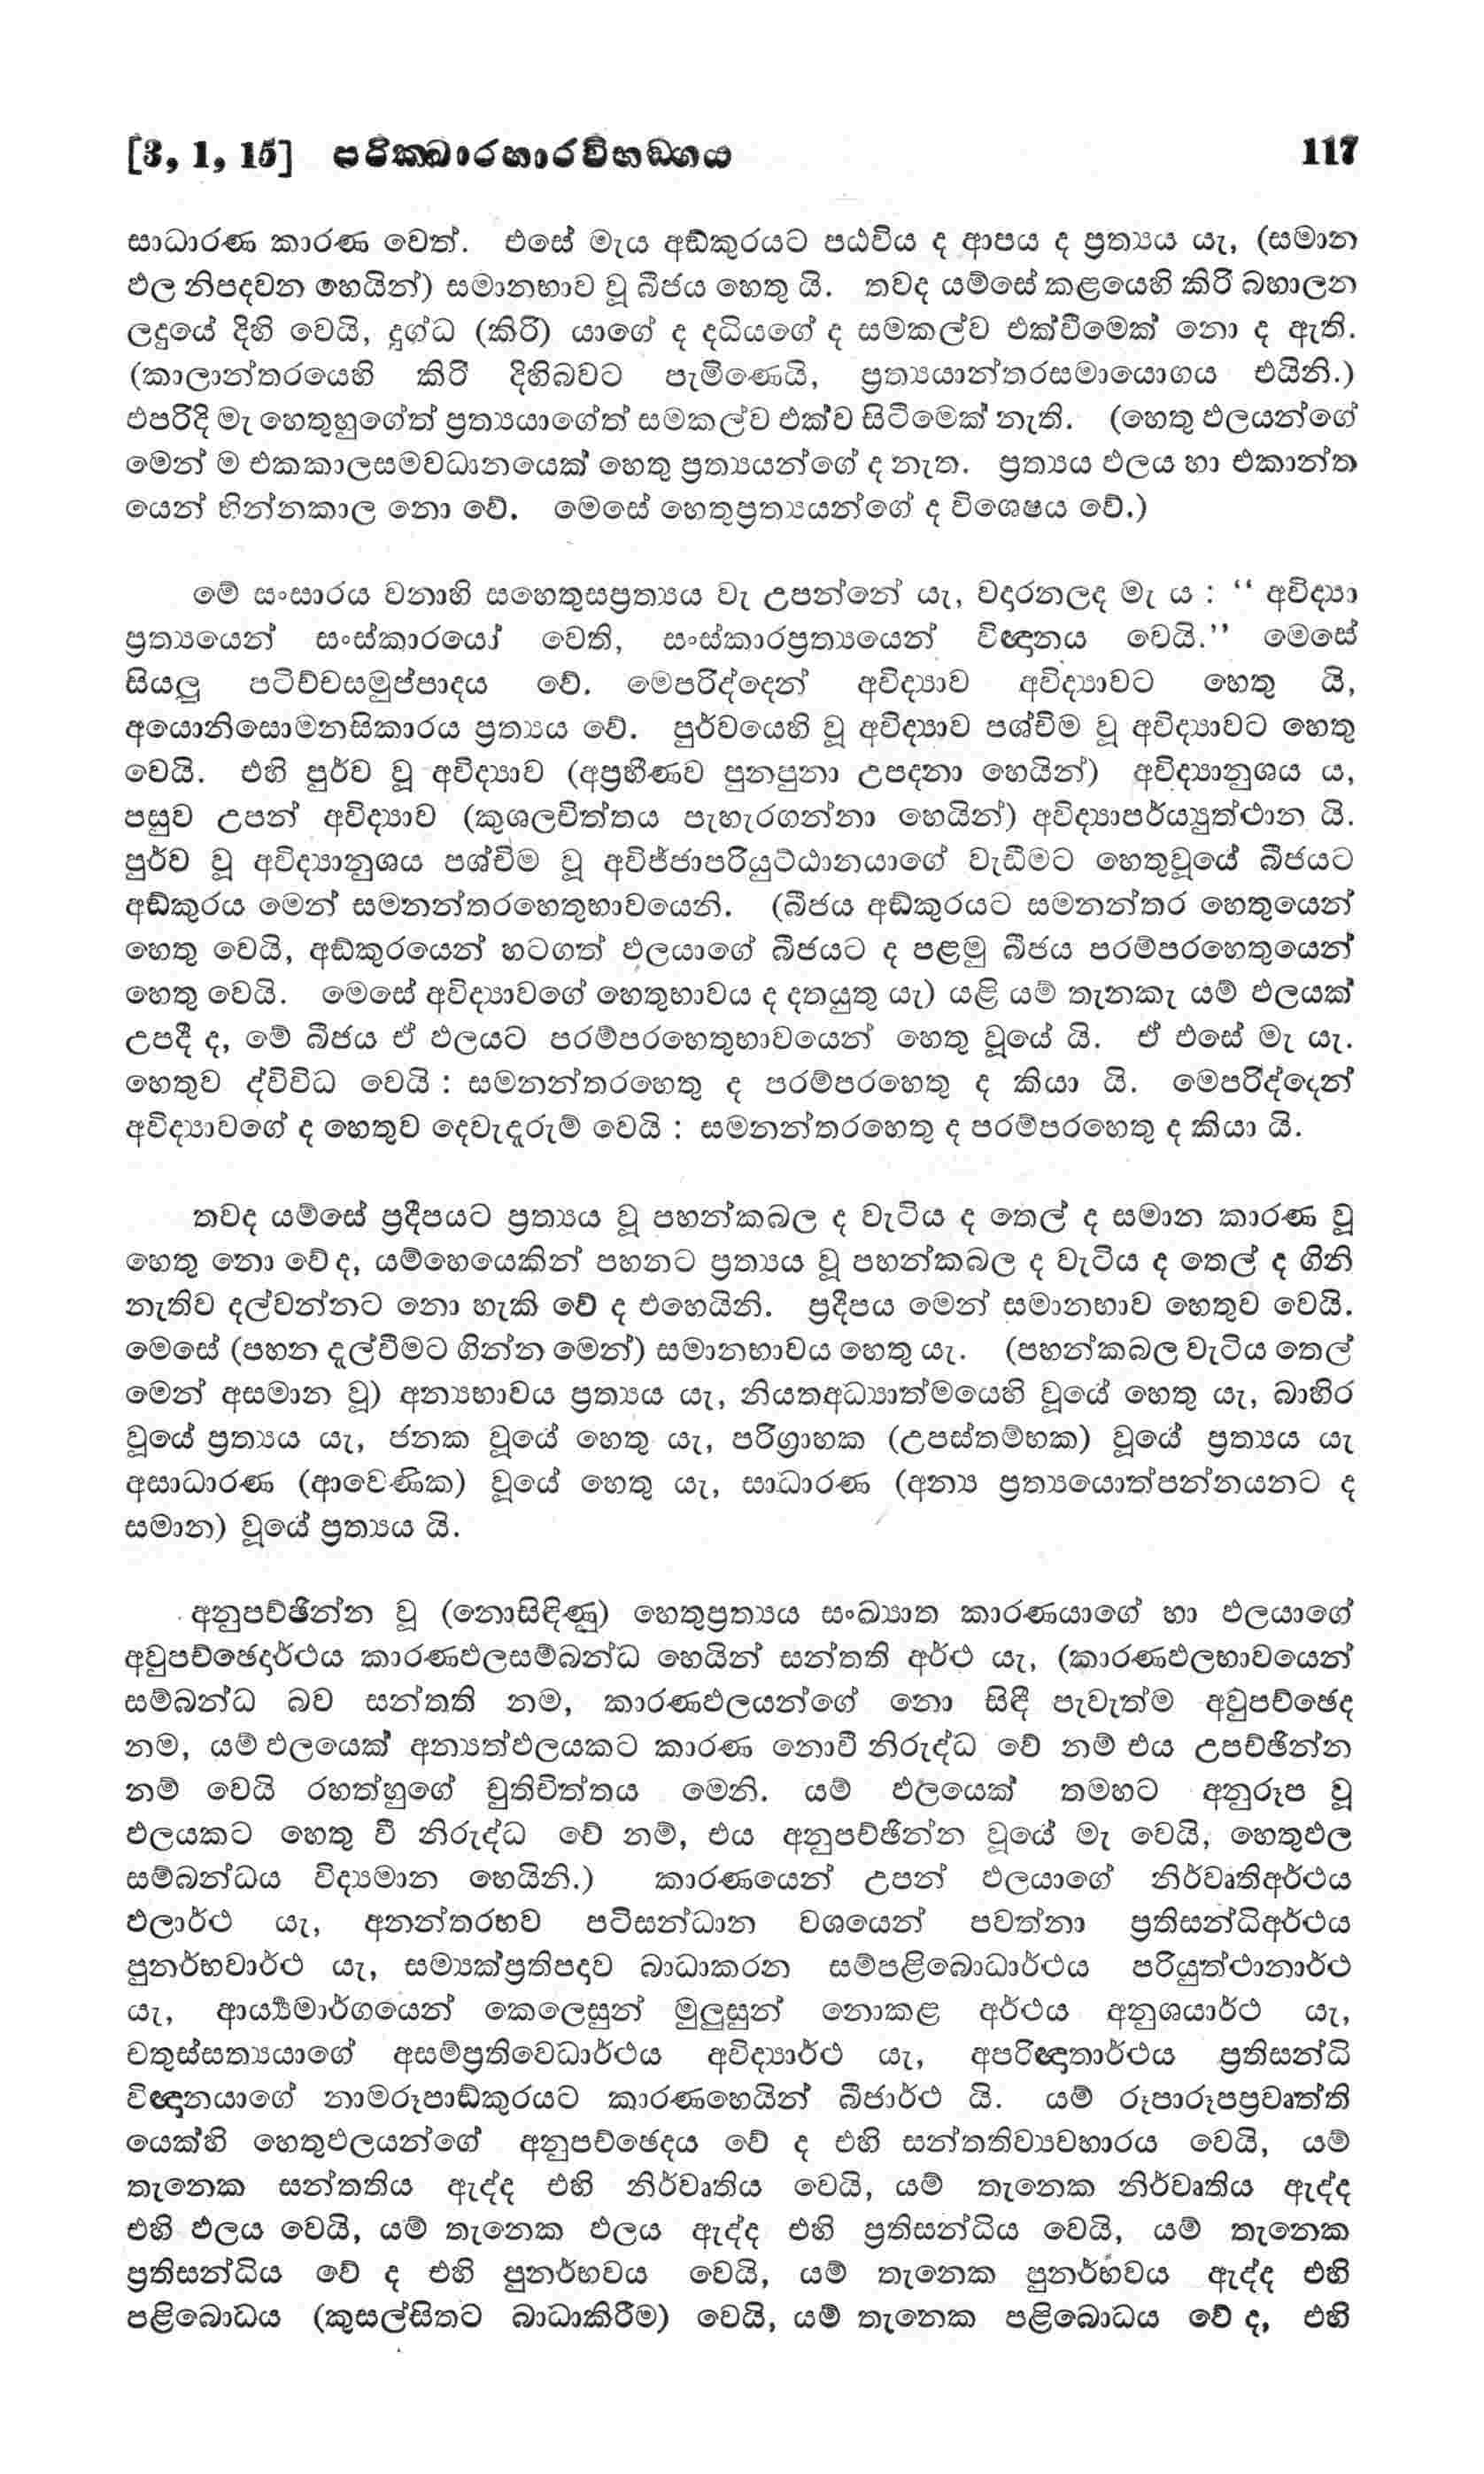 [3, 1, 15] පරික්ඛාරහාරවිභඞ්ගය 117
සාධාරණ කාරණ වෙත්. එසේ මැය අඞ්කුරයට පඨවිය ද ආපය ද ප්‍රත්‍යය යැ, (සමාන
ඵල නිපදවන හෙයින්) සමානභාව වූ බීජය හෙතු යි. තවද යම්සේ කළයෙහි කිරි බහාලන
ලදුයේ දිහි වෙයි, දුග්ධ (කිරි) යාගේ ද දධියගේ ද සමකල්ව එක්වීමෙක් නො ද ඇති.
(කාලාන්තරයෙහි කිරි දිහිබවට පැමිණෙයි, ප්‍රත්‍යයාන්තරසමායොගය එයිනි.)
එපරිදි මැ හෙතුහුගේත් ප්‍රත්‍යයාගේත් සමකල්ව එක්ව සිටීමෙක් නැති. (හෙතු ඵලයන්ගේ
මෙන් ම එකකාලසමවධානයෙක් හෙතු ප්‍රත්‍යයන්ගේ ද නැත. ප්‍රත්‍යය ඵලය හා එකාන්ත
යෙන් භින්නකාල නො වේ. මෙසේ හෙතුප්‍රත්‍යයන්ගේ ද විශෙෂය වේ.)
මේ සංසාරය වනාහි සහෙතුසප්‍රත්‍යය වැ උපන්නේ යැ, වදාරනලද මැ ය : “ අවිද්‍යා
ප්‍රත්‍යයෙන් සංස්කාරයෝ වෙති, සංස්කාරප්‍රත්‍යයෙන් විඥානය වෙයි.” මෙසේ
සියලු පටිච්චසමුප්පාදය වේ. මෙපරිද්දෙන් අවිද්‍යාව අවිද්‍යාවට හෙතු යි,
අයොනිසොමනසිකාරය ප්‍රත්‍යය වේ. පූර්වයෙහි වූ අවිද්‍යාව පශ්චිම වූ අවිද්‍යාවට හෙතු
වෙයි. එහි පූර්ව වූ අවිද්‍යාව (අප්‍රහීණව පුනපුනා උපදනා හෙයින්) අවිද්‍යානුශය ය,
පසුව උපන් අවිද්‍යාව (කුශලචිත්තය පැහැරගන්නා හෙයින්) අවිද්‍යාපර්ය්‍යුත්ථාන යි.
පූර්ව වූ අවිද්‍යානුශය පශ්චිම වූ අවිජ්ජාපරියුට්ඨානයාගේ වැඩීමට හෙතුවූයේ බීජයට
අඞ්කුරය මෙන් සමනන්තරහෙතුභාවයෙනි. (බීජය අඞ්කුරයට සමනන්තර හෙතුයෙන්
හෙතු වෙයි, අඞ්කුරයෙන් හටගත් ඵලයාගේ බීජයට ද පළමු බීජය පරම්පරහෙතුයෙන්
හෙතු වෙයි. මෙසේ අවිද්‍යාවගේ හෙතුභාවය ද දතයුතු යැ) යළි යම් තැනකැ යම් ඵලයක්
උපදී ද, මේ බීජය ඒ ඵලයට පරම්පරහෙතුභාවයෙන් හෙතු වූයේ යි. ඒ එසේ මැ යැ.
හෙතුව ද්විවිධ වෙයි : සමනන්තරහෙතු ද පරම්පරහෙතු ද කියා යි. මෙපරිද්දෙන්
අවිද්‍යාවගේ ද හෙතුව දෙවැදෑරුම් වෙයි : සමනන්තරහෙතු ද පරම්පරහෙතු ද කියා යි.
තවද යම්සේ ප්‍රදීපයට ප්‍රත්‍යය වූ පහන්කබල ද වැටිය ද තෙල් ද සමාන කාරණ වූ
හෙතු නො වේ ද, යම්හෙයෙකින් පහනට ප්‍රත්‍යය වූ පහන්කබල ද වැටිය ද තෙල් ද ගිනි
නැතිව දල්වන්නට නො හැකි වේ ද එහෙයිනි. ප්‍රදීපය මෙන් සමානභාව හෙතුව වෙයි.
මෙසේ (පහන දැල්වීමට ගින්න මෙන්) සමානභාවය හෙතු යැ. (පහන්කබල වැටිය තෙල්
මෙන් අසමාන වූ) අන්‍යභාවය ප්‍රත්‍යය යැ, නියතඅධ්‍යාත්මයෙහි වූයේ හෙතු යැ, බාහිර
වූයේ ප්‍රත්‍යය යැ, ජනක වූයේ හෙතු යැ, පරිග්‍රාහක (උපස්තම්භක) වූයේ ප්‍රත්‍යය යැ
අසාධාරණ (ආවෙණික) වූයේ හෙතු යැ, සාධාරණ (අන්‍ය ප්‍රත්‍යයොත්පන්නයනට ද
සමාන) වූයේ ප්‍රත්‍යය යි.
අනුපච්ඡින්න වූ (නොසිඳිණු) හෙතුප්‍රත්‍යය සංඛ්‍යාත කාරණයාගේ හා ඵලයාගේ
අවුපච්ඡෙදාර්ථය කාරණඵලසම්බන්ධ හෙයින් සන්තති අර්ථ යැ, (කාරණඵලභාවයෙන්
සම්බන්ධ බව සන්තති නම, කාරණඵලයන්ගේ නො සිඳී පැවැත්ම අවුපච්ඡෙද
නම, යම් ඵලයෙක් අන්‍යත්ඵලයකට කාරණ නොවී නිරුද්ධ වේ නම් එය උපච්ඡින්න
නම් වෙයි රහත්හුගේ චුතිචිත්තය මෙනි. යම් ඵලයෙක් තමහට අනුරූප වූ
ඵලයකට හෙතු වී නිරුද්ධ වේ නම්, එය අනුපච්ඡින්න වූයේ මැ වෙයි, හෙතුඵල
සම්බන්ධය විද්‍යමාන හෙයිනි.) කාරණයෙන් උපන් ඵලයාගේ නිර්වෘතිඅර්ථය
ඵලාර්ථ යැ, අනන්තරභව පටිසන්ධාන වශයෙන් පවත්නා ප්‍රතිසන්ධිඅර්ථය
පුනර්භවාර්ථ යැ, සම්‍යක්ප්‍රතිපදාව බාධාකරන සම්පළිබොධාර්ථය පරියුත්ථානාර්ථ
යැ, ආර්‍ය්‍යමාර්ගයෙන් කෙලෙසුන් මුලුසුන් නොකළ අර්ථය අනුශයාර්ථ යැ,
චතුස්සත්‍යයාගේ අසම්ප්‍රතිවෙධාර්ථය අවිද්‍යාර්ථ යැ, අපරිඥාතාර්ථය ප්‍රතිසන්ධි
විඥානයාගේ නාමරූපාඞ්කුරයට කාරණහෙයින් බීජාර්ථ යි. යම් රූපාරූපප්‍රවෘත්ති
යෙක්හි හෙතුඵලයන්ගේ අනුපච්ඡෙදය වේ ද එහි සන්තතිව්‍යවහාරය වෙයි, යම්
තැනෙක සන්තතිය ඇද්ද එහි නිර්වෘතිය වෙයි, යම් තැනෙක නිර්වෘතිය ඇද්ද
එහි ඵලය වෙයි, යම් තැනෙක ඵලය ඇද්ද එහි ප්‍රතිසන්ධිය වෙයි, යම් තැනෙක
ප්‍රතිසන්ධිය වේ ද එහි පුනර්භවය වෙයි, යම් තැනෙක පුනර්භවය ඇද්ද එහි
පළිබොධය (කුසල්සිතට බාධාකිරීම) වෙයි, යම් තැනෙක පළිබොධය වේ ද, එහි